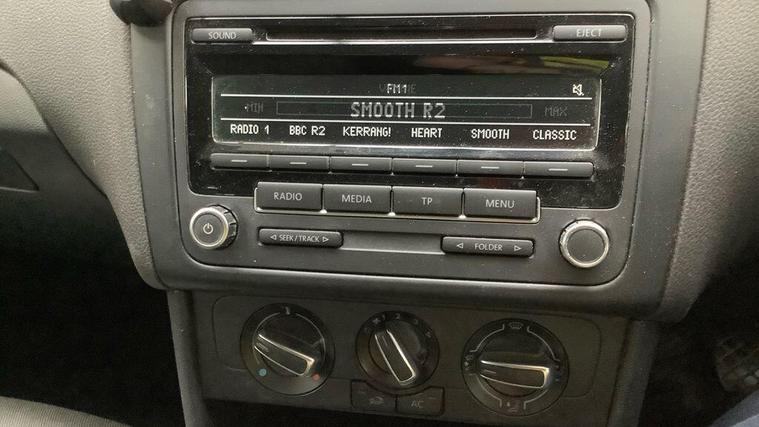 SOUND
EJECT
FM1
MIN
SMOOTH R2
MAX
RADIO 1 BBC R2 KERRANG! HEART SMOOTH CLASSIC
RADIO MEDIA TP MENU
SEEK/TRACK
FOLDER
AC